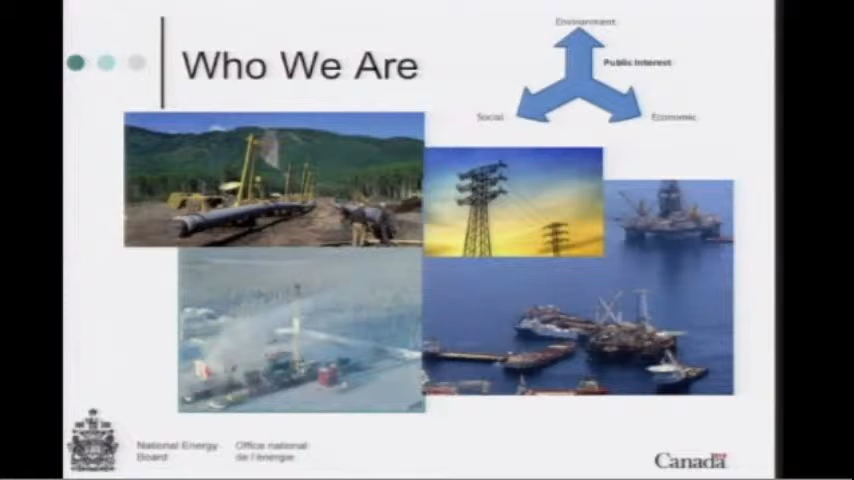 Environment
Who We Are
Public Interest
Social
Economic
National Energy
Board
Office national
de l'énergie
Canada